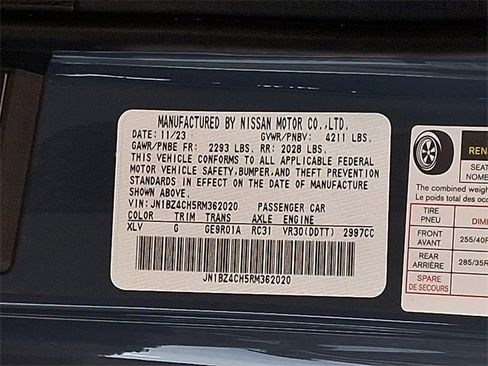 MANUFACTURED BY NISSAN MOTOR CO.,LTD.
DATE: 11/23 GVWR/PNBV: 4211 LBS.
GAWR/PNBE FR: 2293 LBS. RR: 2028 LBS.
THIS VEHICLE CONFORMS TO ALL APPLICABLE FEDERAL
MOTOR VEHICLE SAFETY,BUMPER,AND THEFT PREVENTION
STANDARDS IN EFFECT ON THE DATE OF MANUFACTURE
SHOWN ABOVE.
VIN: JN1BZ4CH5RM362020 PASSENGER CAR
COLOR TRIM TRANS AXLE ENGINE
XLV G GE9R01A RC31 VR30(DDTT) 2997CC
JN1BZ4CH5RM362020
SEAT
NOMB
The combined weight
Le poids total des oc
TIRE
PNEU
FRONT
AVANT
255/40R
REAR
ARRIÈRE
285/35R
SPARE
DE SECOURS